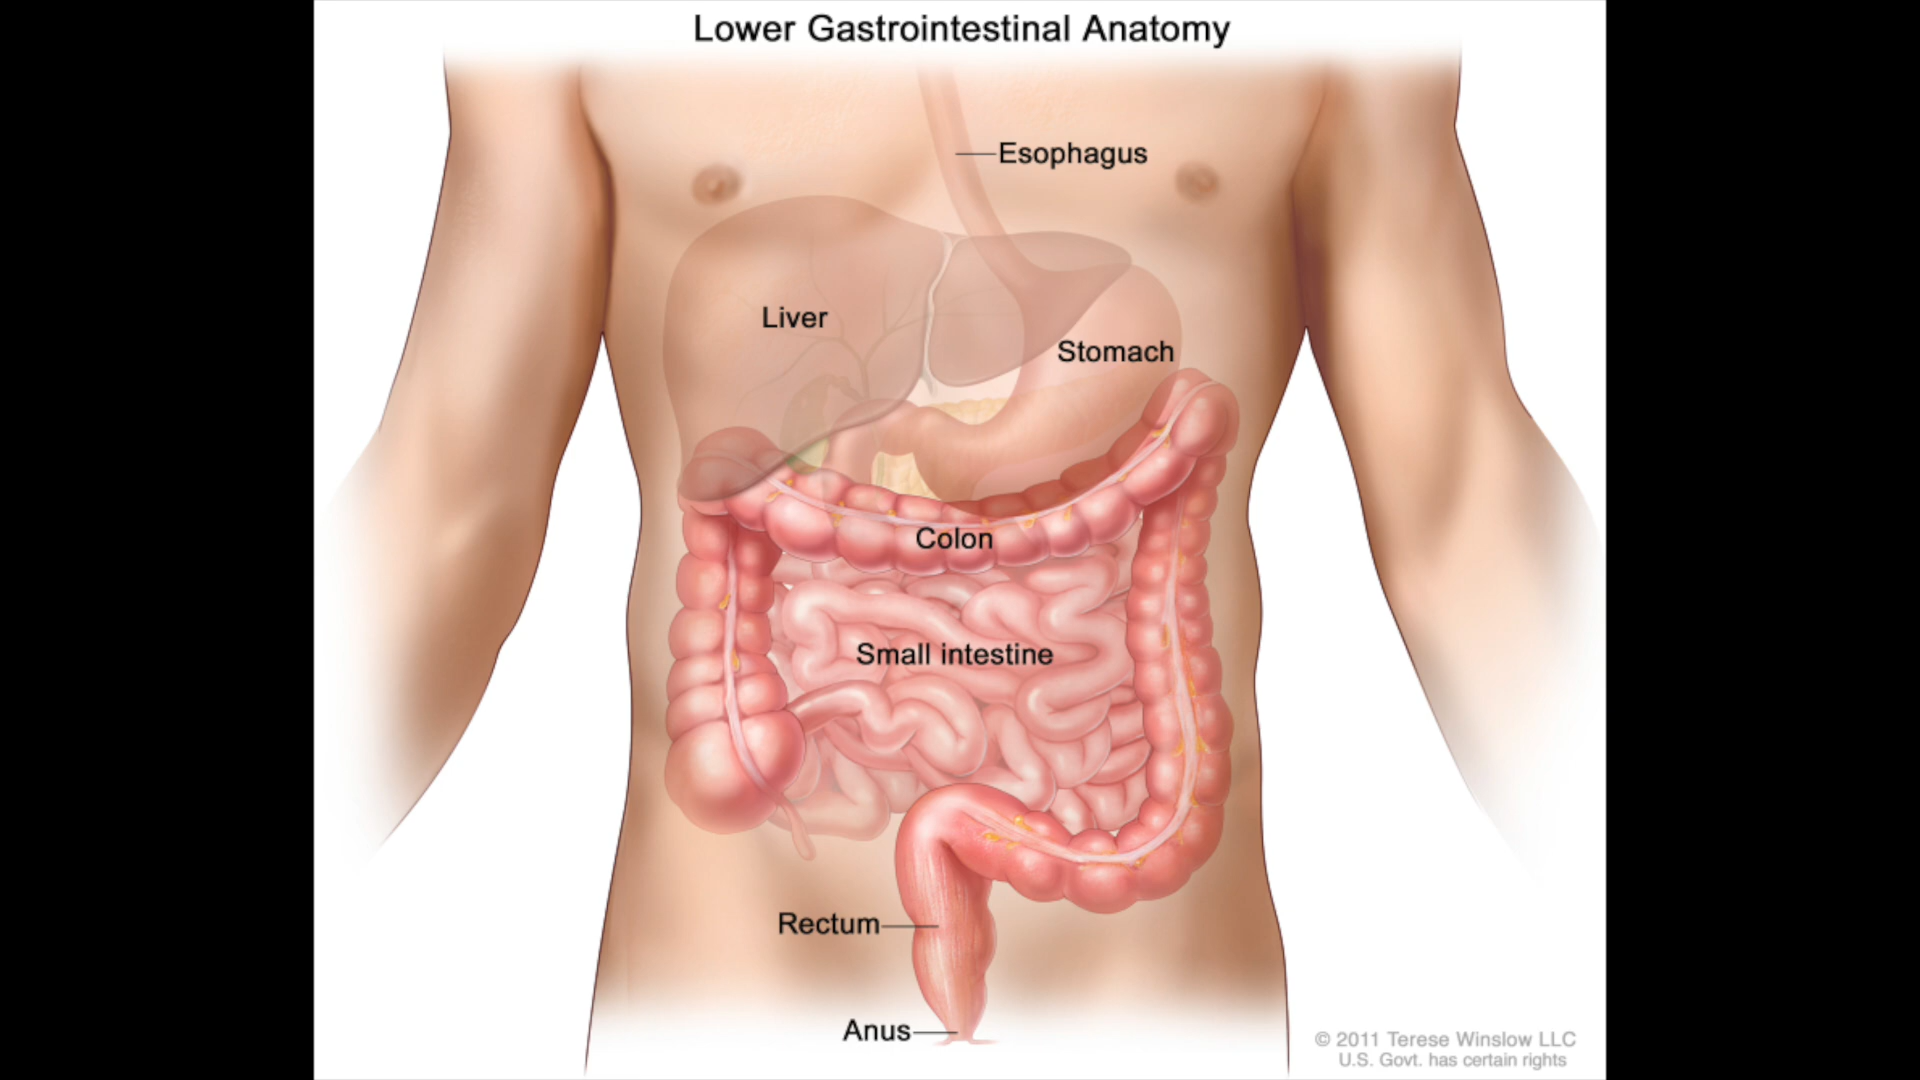 Lower Gastrointestinal Anatomy
Esophagus
Liver
Stomach
Colon
Small intestine
Rectum
Anus
© 2011 Terese Winslow LLC
U.S. Govt. has certain rights